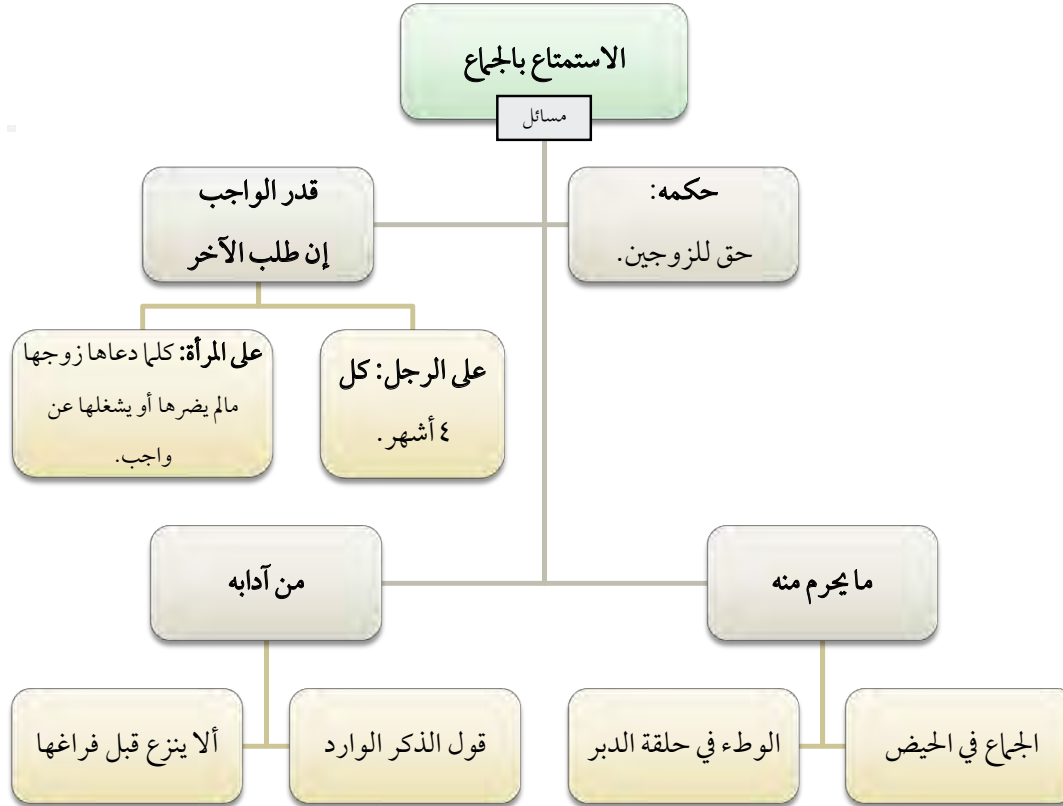 الاستمتاع بالجماع
مسائل
حكمه:
حق للزوجين.
قدر الواجب
إن طلب الآخر
على الرجل: كل
٤ أشهر.
على المرأة: كلما دعاها زوجها
مالم يضرها أو يشغلها عن
واجب.
ما يحرم منه
من آدابه
الجماع في الحيض
الوطء في حلقة الدبر
قول الذكر الوارد
ألا ينزع قبل فراغها